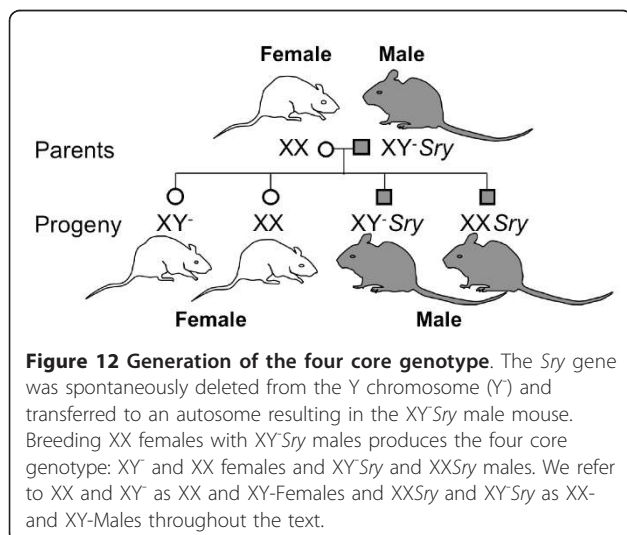 Female Male
Parents XX XY⁻Sry
Progeny XY⁻ XX XY⁻Sry XXSry
Female Male
Figure 12 Generation of the four core genotype. The Sry gene
was spontaneously deleted from the Y chromosome (Y⁻) and
transferred to an autosome resulting in the XY⁻Sry male mouse.
Breeding XX females with XY⁻Sry males produces the four core
genotype: XY⁻ and XX females and XY⁻Sry and XXSry males. We refer
to XX and XY⁻ as XX and XY-Females and XXSry and XY⁻Sry as XX-
and XY-Males throughout the text.